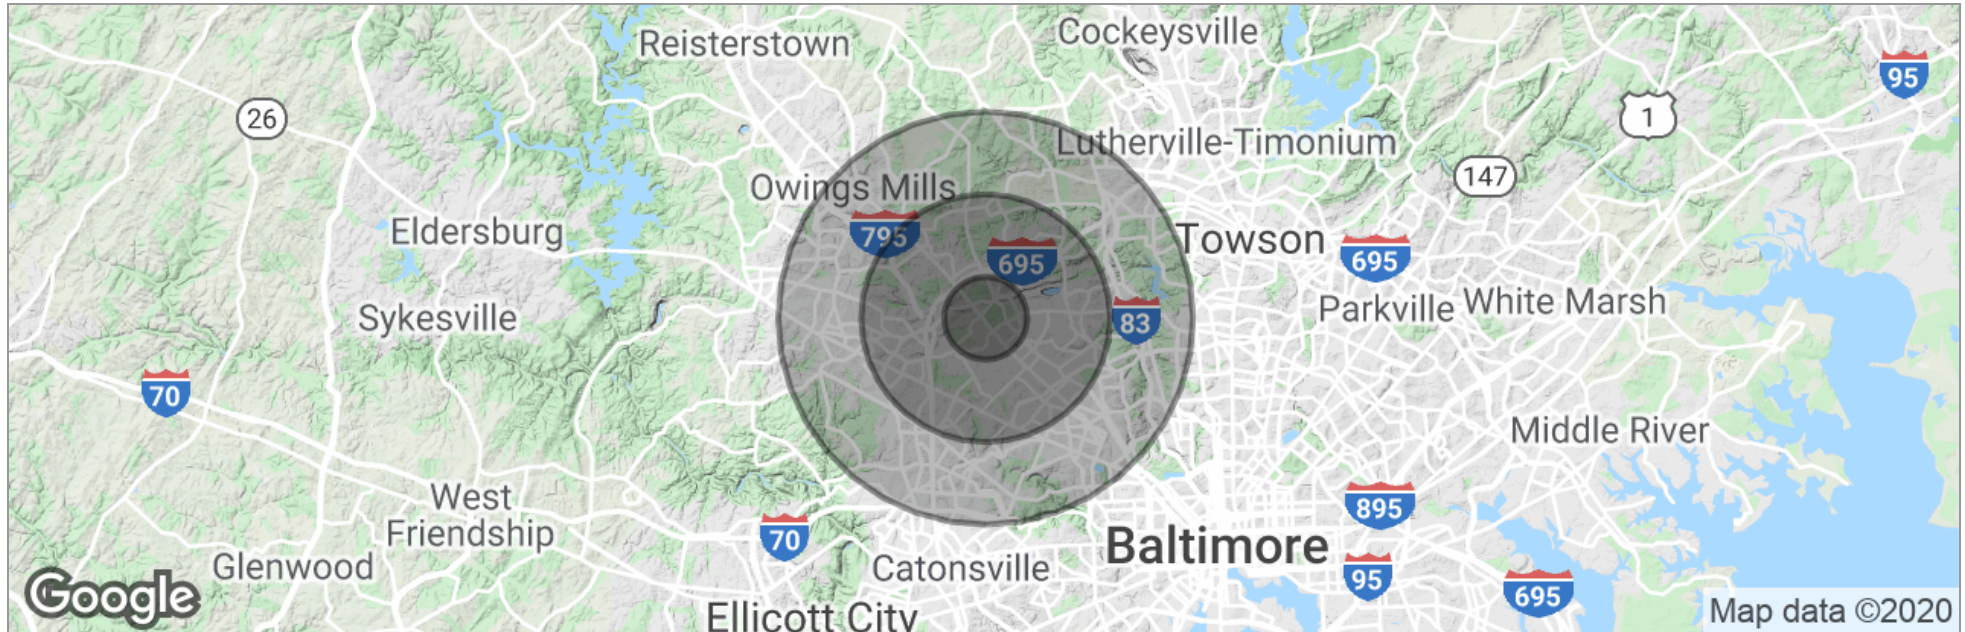 Reisterstown
Cockeysville
95
26
1
Lutherville-Timonium
147
Owings Mills
Eldersburg
795
695
Towson
695
Sykesville
83
Parkville
White Marsh
70
Middle River
West
Friendship
895
70
Baltimore
Glenwood
Catonsville
95
695
Google
Ellicott City
Map data ©2020